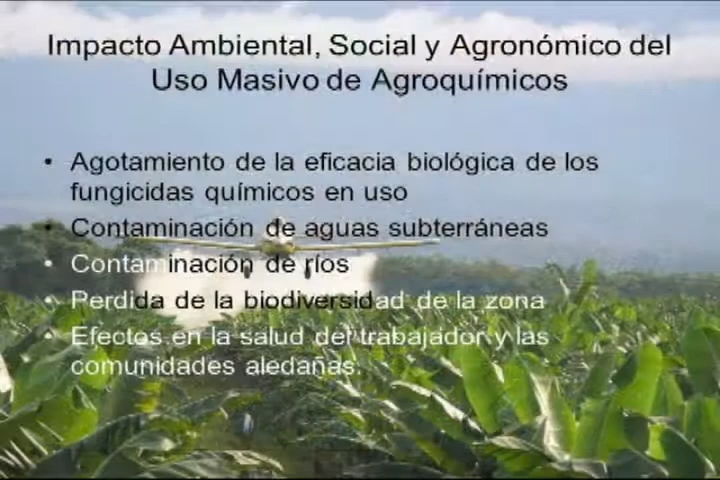 Impacto Ambiental, Social y Agronómico del
Uso Masivo de Agroquímicos
• Agotamiento de la eficacia biológica de los
fungicidas químicos en uso
• Contaminación de aguas subterráneas
• Contaminación de ríos
• Perdida de la biodiversidad de la zona
• Efectos en la salud del trabajador y las
comunidades aledañas.